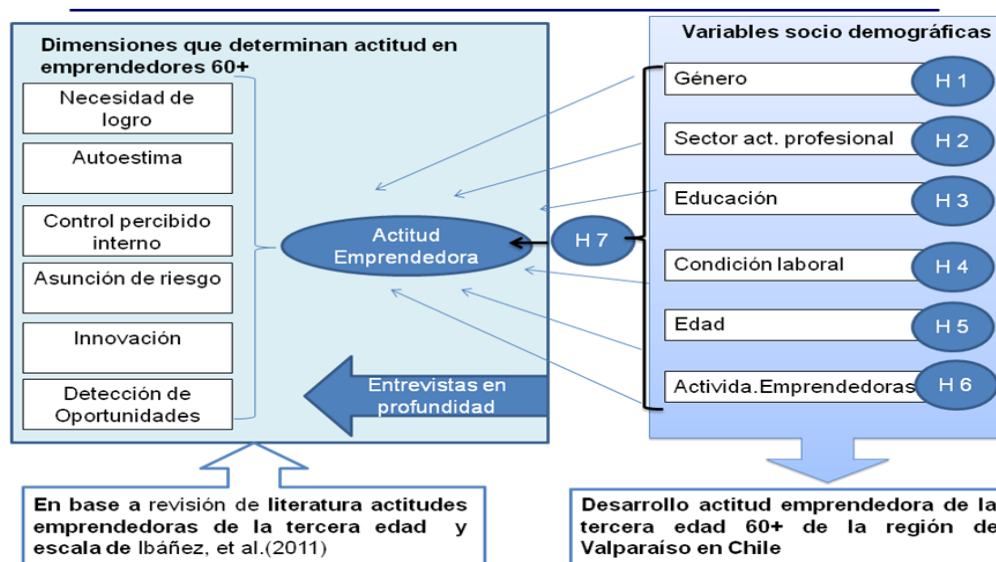 Dimensiones que determinan actitud en
emprendedores 60+
Necesidad de
logro
Autoestima
Control percibido
interno
Asunción de riesgo
Innovación
Detección de
Oportunidades
Actitud
Emprendedora
Entrevistas en
profundidad
H 7
Variables socio demográficas
Género
H 1
Sector act. profesional
H 2
Educación
H 3
Condición laboral
H 4
Edad
H 5
Activida.Emprendedoras
H 6
En base a revisión de literatura actitudes
emprendedoras de la tercera edad y
escala de Ibáñez, et al.(2011)
Desarrollo actitud emprendedora de la
tercera edad 60+ de la región de
Valparaíso en Chile